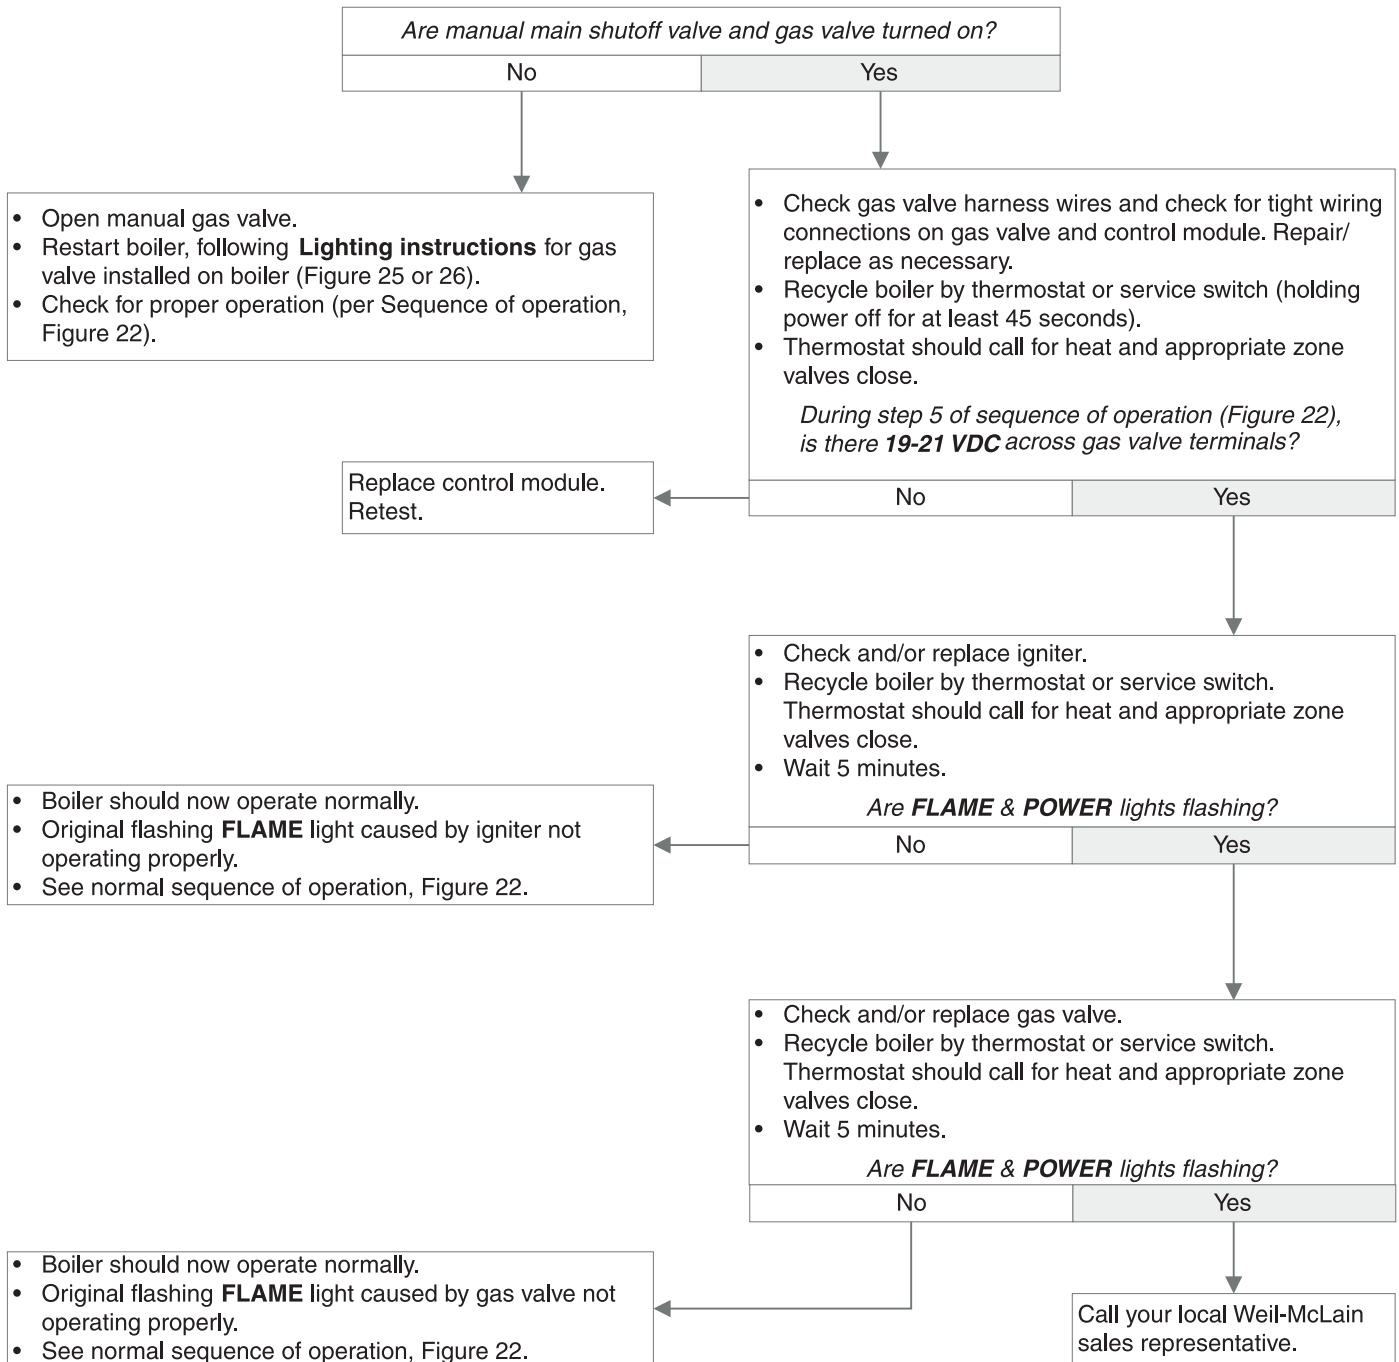 Are manual main shutoff valve and gas valve turned on?
No
Yes
• Open manual gas valve.
• Restart boiler, following Lighting instructions for gas
valve installed on boiler (Figure 25 or 26).
• Check for proper operation (per Sequence of operation,
Figure 22).
• Check gas valve harness wires and check for tight wiring
connections on gas valve and control module. Repair/
replace as necessary.
• Recycle boiler by thermostat or service switch (holding
power off for at least 45 seconds).
• Thermostat should call for heat and appropriate zone
valves close.
During step 5 of sequence of operation (Figure 22),
is there 19-21 VDC across gas valve terminals?
No
Yes
Replace control module.
Retest.
• Check and/or replace igniter.
• Recycle boiler by thermostat or service switch.
Thermostat should call for heat and appropriate zone
valves close.
• Wait 5 minutes.
Are FLAME & POWER lights flashing?
No
Yes
• Boiler should now operate normally.
• Original flashing FLAME light caused by igniter not
operating properly.
• See normal sequence of operation, Figure 22.
• Check and/or replace gas valve.
• Recycle boiler by thermostat or service switch.
Thermostat should call for heat and appropriate zone
valves close.
• Wait 5 minutes.
Are FLAME & POWER lights flashing?
No
Yes
• Boiler should now operate normally.
• Original flashing FLAME light caused by gas valve not
operating properly.
• See normal sequence of operation, Figure 22.
Call your local Weil-McLain
sales representative.